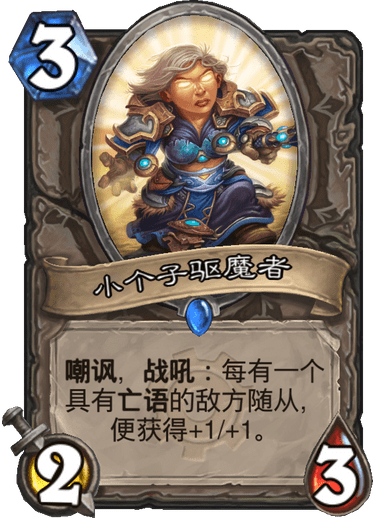 3
小个子驱魔者
嘲讽，战吼：每有一个
具有亡语的敌方随从，
便获得+1/+1。
2
3